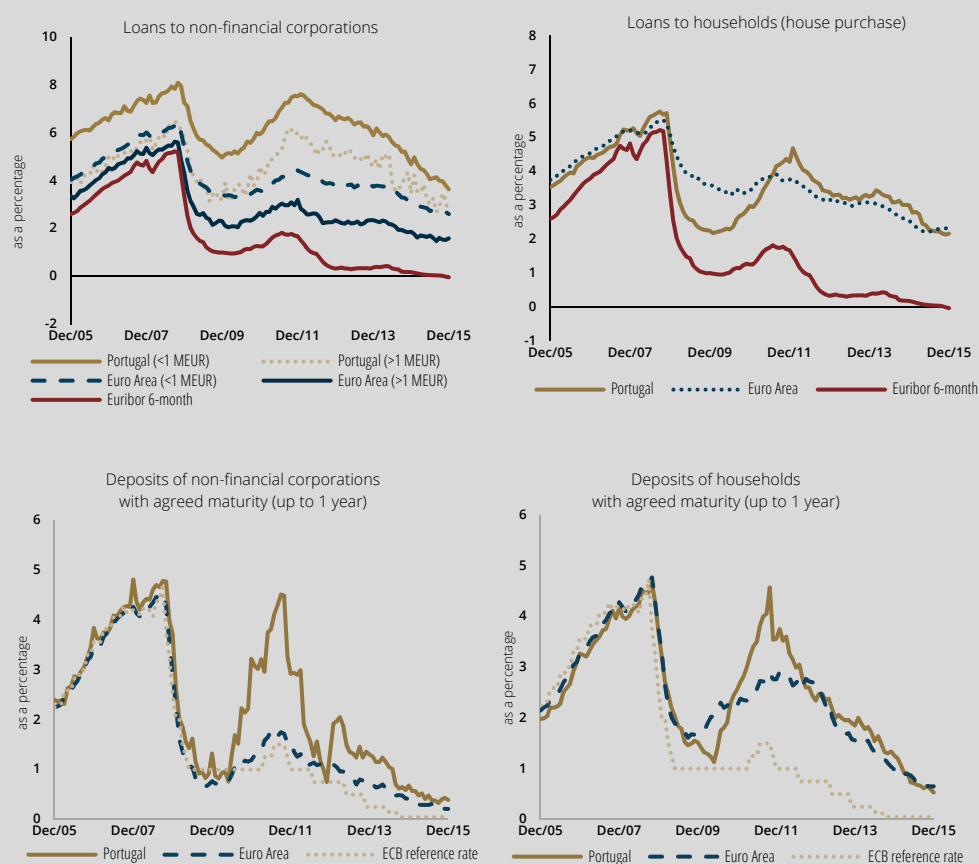 Loans to non-financial corporations
as a percentage
10
8
6
4
2
0
-2
Dec/05 Dec/07 Dec/09 Dec/11 Dec/13 Dec/15
Portugal (<1 MEUR) Portugal (>1 MEUR)
Euro Area (<1 MEUR) Euro Area (>1 MEUR)
Euribor 6-month
Loans to households (house purchase)
as a percentage
8
7
6
5
4
3
2
1
0
-1
Dec/05 Dec/07 Dec/09 Dec/11 Dec/13 Dec/15
Portugal Euro Area Euribor 6-month
Deposits of non-financial corporations
with agreed maturity (up to 1 year)
as a percentage
6
5
4
3
2
1
0
Dec/05 Dec/07 Dec/09 Dec/11 Dec/13 Dec/15
Portugal Euro Area ECB reference rate
Deposits of households
with agreed maturity (up to 1 year)
as a percentage
6
5
4
3
2
1
0
Dec/05 Dec/07 Dec/09 Dec/11 Dec/13 Dec/15
Portugal Euro Area ECB reference rate